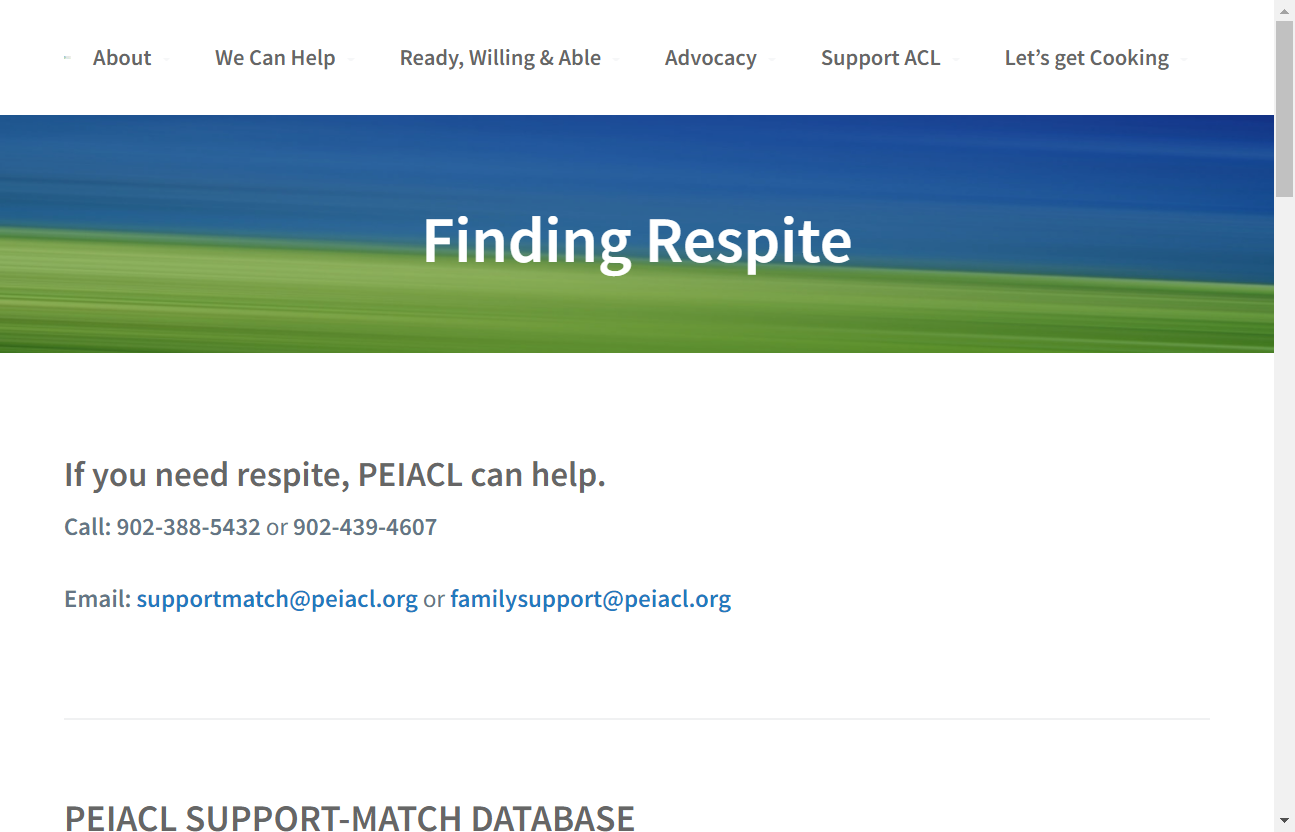 About We Can Help Ready, Willing & Able Advocacy Support ACL Let’s get Cooking
Finding Respite
If you need respite, PEIACL can help.
Call: 902-388-5432 or 902-439-4607
Email: supportmatch@peiacl.org or familysupport@peiacl.org
PEIACL SUPPORT-MATCH DATABASE